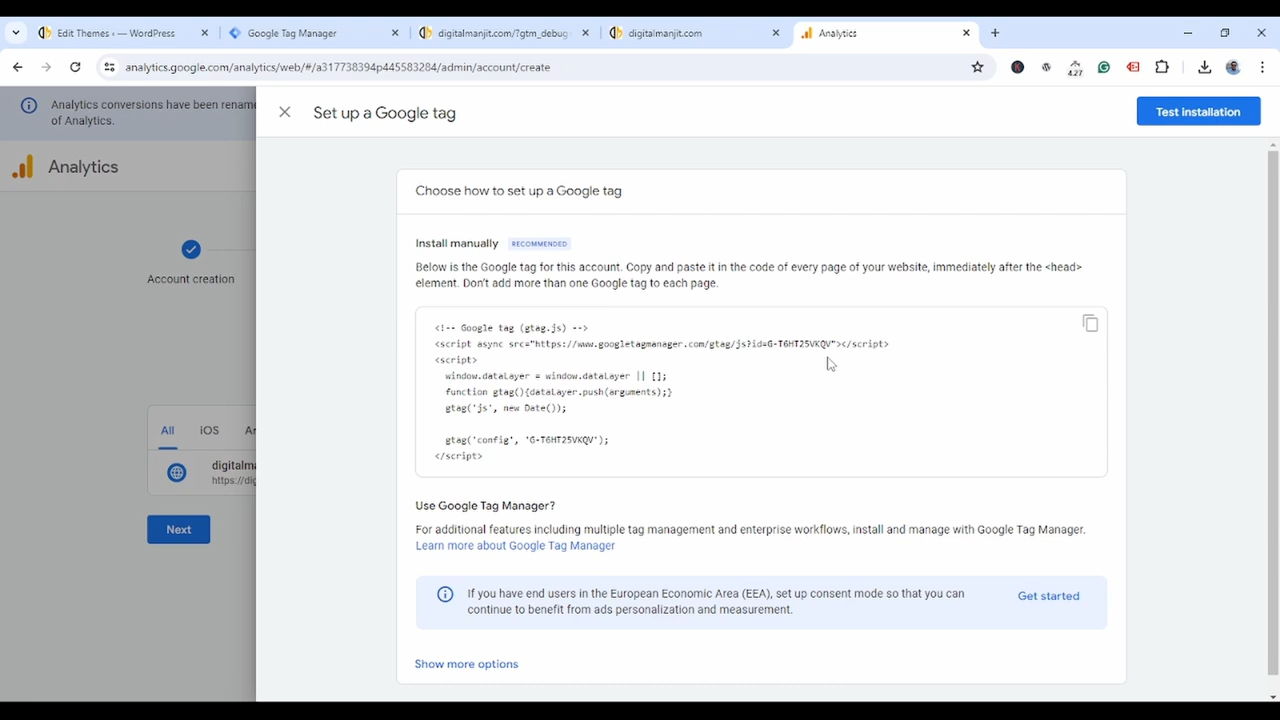 Edit Themes ‹ — WordPress
Google Tag Manager
digitalmanjit.com/?gtm_debug
digitalmanjit.com
Analytics
analytics.google.com/analytics/web/#/a317738394p445583284/admin/account/create
4.27
Analytics conversions have been rename
of Analytics.
Analytics
Account creation
All
iOS
An
digitalma
https://dig
Next
Set up a Google tag
Test installation
Choose how to set up a Google tag
Install manually
RECOMMENDED
Below is the Google tag for this account. Copy and paste it in the code of every page of your website, immediately after the <head>
element. Don't add more than one Google tag to each page.
<!-- Google tag (gtag.js) -->
<script async src="https://www.googletagmanager.com/gtag/js?id=G-T6HT25VKQV"></script>
<script>
window.dataLayer = window.dataLayer || [];
function gtag(){dataLayer.push(arguments);}
gtag('js', new Date());
gtag('config', 'G-T6HT25VKQV');
</script>
Use Google Tag Manager?
For additional features including multiple tag management and enterprise workflows, install and manage with Google Tag Manager.
Learn more about Google Tag Manager
If you have end users in the European Economic Area (EEA), set up consent mode so that you can
continue to benefit from ads personalization and measurement.
Get started
Show more options